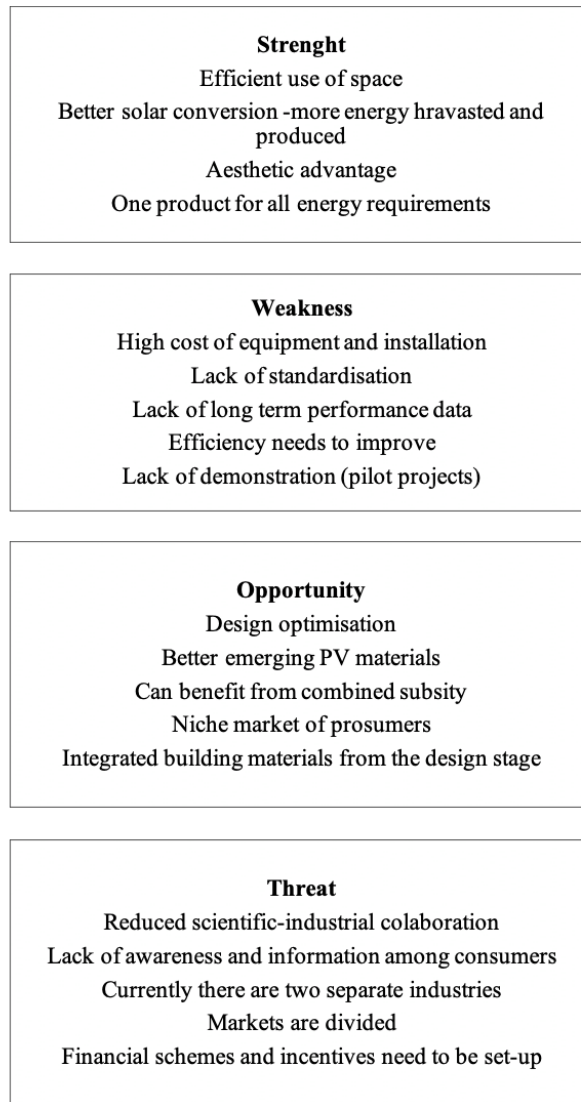 Strenght
Efficient use of space
Better solar conversion -more energy hravasted and
produced
Aesthetic advantage
One product for all energy requirements
Weakness
High cost of equipment and installation
Lack of standardisation
Lack of long term performance data
Efficiency needs to improve
Lack of demonstration (pilot projects)
Opportunity
Design optimisation
Better emerging PV materials
Can benefit from combined subsity
Niche market of prosumers
Integrated building materials from the design stage
Threat
Reduced scientific-industrial colaboration
Lack of awareness and information among consumers
Currently there are two separate industries
Markets are divided
Financial schemes and incentives need to be set-up